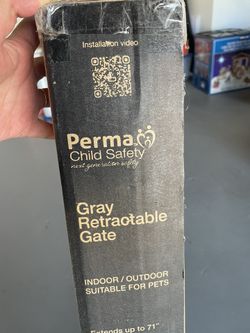 Installation video
Perma
Child Safety
next generation safety
Gray
Retractable
Gate
INDOOR / OUTDOOR
SUITABLE FOR PETS
Extends up to 71"